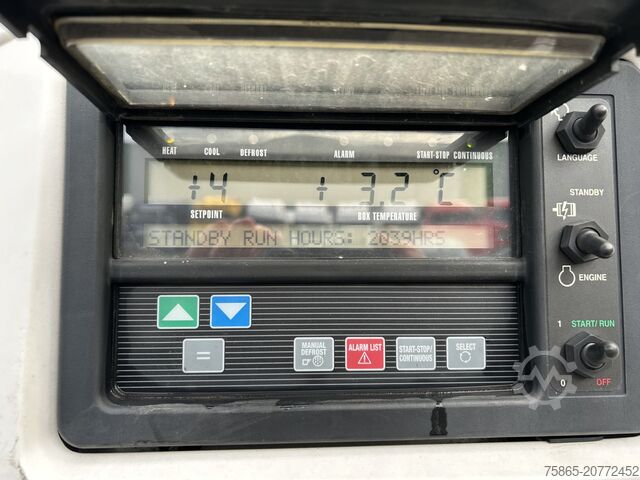 HEAT COOL DEFROST ALARM START-STOP CONTINUOUS
+4 + 3.2 °C
SETPOINT BOX TEMPERATURE
STANDBY RUN HOURS: 2039HRS
MANUAL DEFROST
ALARM LIST
START-STOP/ CONTINUOUS
SELECT
=
LANGUAGE
STANDBY
ENGINE
1 START/RUN
0 OFF
75865-20772452